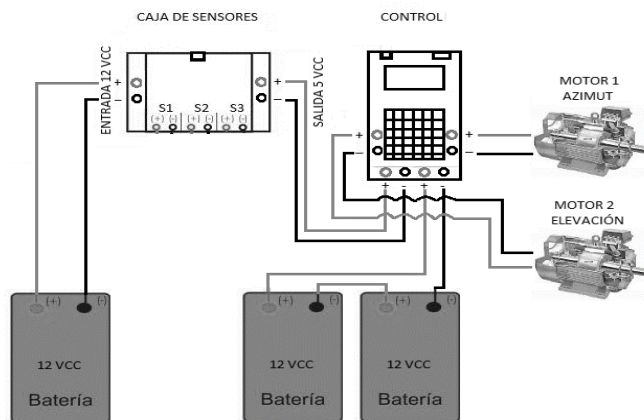 CAJA DE SENSORES
CONTROL
ENTRADA 12 VCC
+
−
S1 S2 S3
(+) (-) (+) (-) (+) (-)
+
−
SALIDA 5 VCC
+
−
+
−
+ - + -
MOTOR 1
AZIMUT
MOTOR 2
ELEVACIÓN
(+) (-)
12 VCC
Batería
(+) (-)
12 VCC
Batería
(+) (-)
12 VCC
Batería